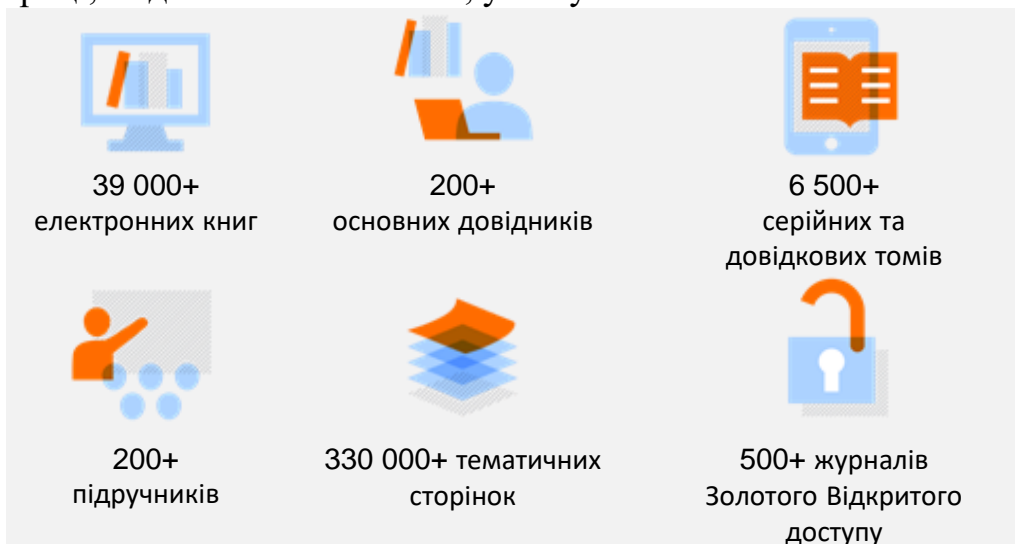 39 000+
електронних книг
200+
основних довідників
6 500+
серійних та
довідкових томів
200+
підручників
330 000+ тематичних
сторінок
500+ журналів
Золотого Відкритого
доступу